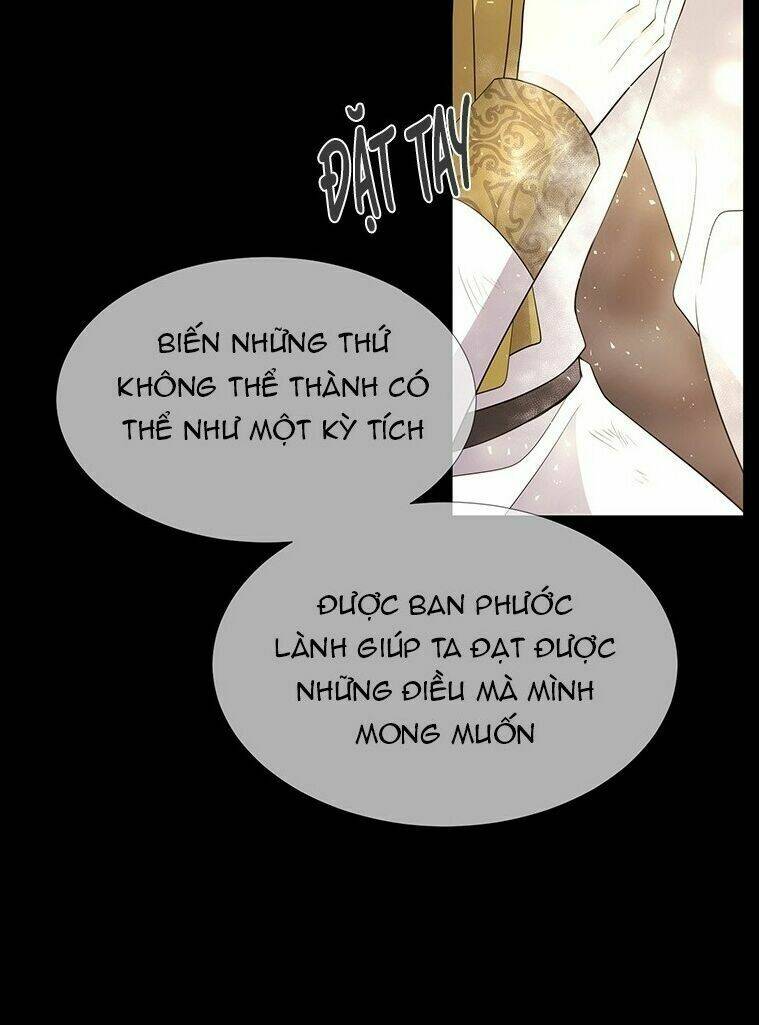 ĐẶT TAY
BIẾN NHỮNG THỨ
KHÔNG THỂ THÀNH CÓ
THỂ NHƯ MỘT KỲ TÍCH
ĐƯỢC BAN PHƯỚC
LÀNH GIÚP TA ĐẠT ĐƯỢC
NHỮNG ĐIỀU MÀ MÌNH
MONG MUỐN